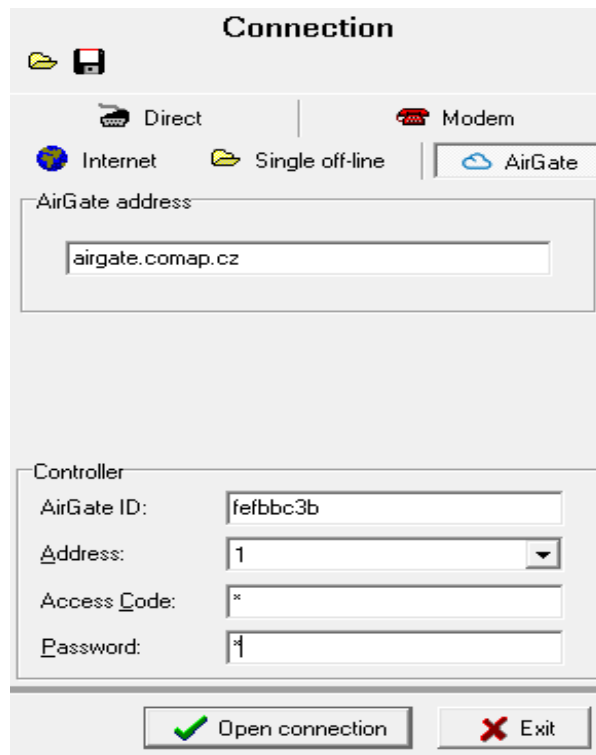 Connection
Direct Modem
Internet Single off-line AirGate
AirGate address
airgate.comap.cz
Controller
AirGate ID: fefbbc3b
Address: 1
Access Code: *
Password: *
Open connection Exit